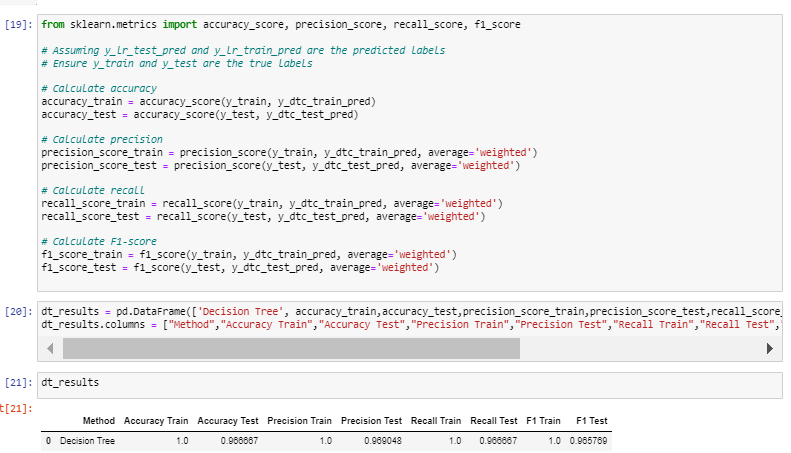 [19]: from sklearn.metrics import accuracy_score, precision_score, recall_score, f1_score
# Assuming y_lr_test_pred and y_lr_train_pred are the predicted labels
# Ensure y_train and y_test are the true labels
# Calculate accuracy
accuracy_train = accuracy_score(y_train, y_dtc_train_pred)
accuracy_test = accuracy_score(y_test, y_dtc_test_pred)
# Calculate precision
precision_score_train = precision_score(y_train, y_dtc_train_pred, average='weighted')
precision_score_test = precision_score(y_test, y_dtc_test_pred, average='weighted')
# Calculate recall
recall_score_train = recall_score(y_train, y_dtc_train_pred, average='weighted')
recall_score_test = recall_score(y_test, y_dtc_test_pred, average='weighted')
# Calculate F1-score
f1_score_train = f1_score(y_train, y_dtc_train_pred, average='weighted')
f1_score_test = f1_score(y_test, y_dtc_test_pred, average='weighted')
[20]: dt_results = pd.DataFrame(['Decision Tree', accuracy_train,accuracy_test,precision_score_train,precision_score_test,recall_score_
dt_results.columns = ["Method","Accuracy Train","Accuracy Test","Precision Train","Precision Test","Recall Train","Recall Test",
[21]: dt_results
t[21]:
Method Accuracy Train Accuracy Test Precision Train Precision Test Recall Train Recall Test F1 Train F1 Test
0 Decision Tree 1.0 0.966667 1.0 0.969048 1.0 0.966667 1.0 0.965769